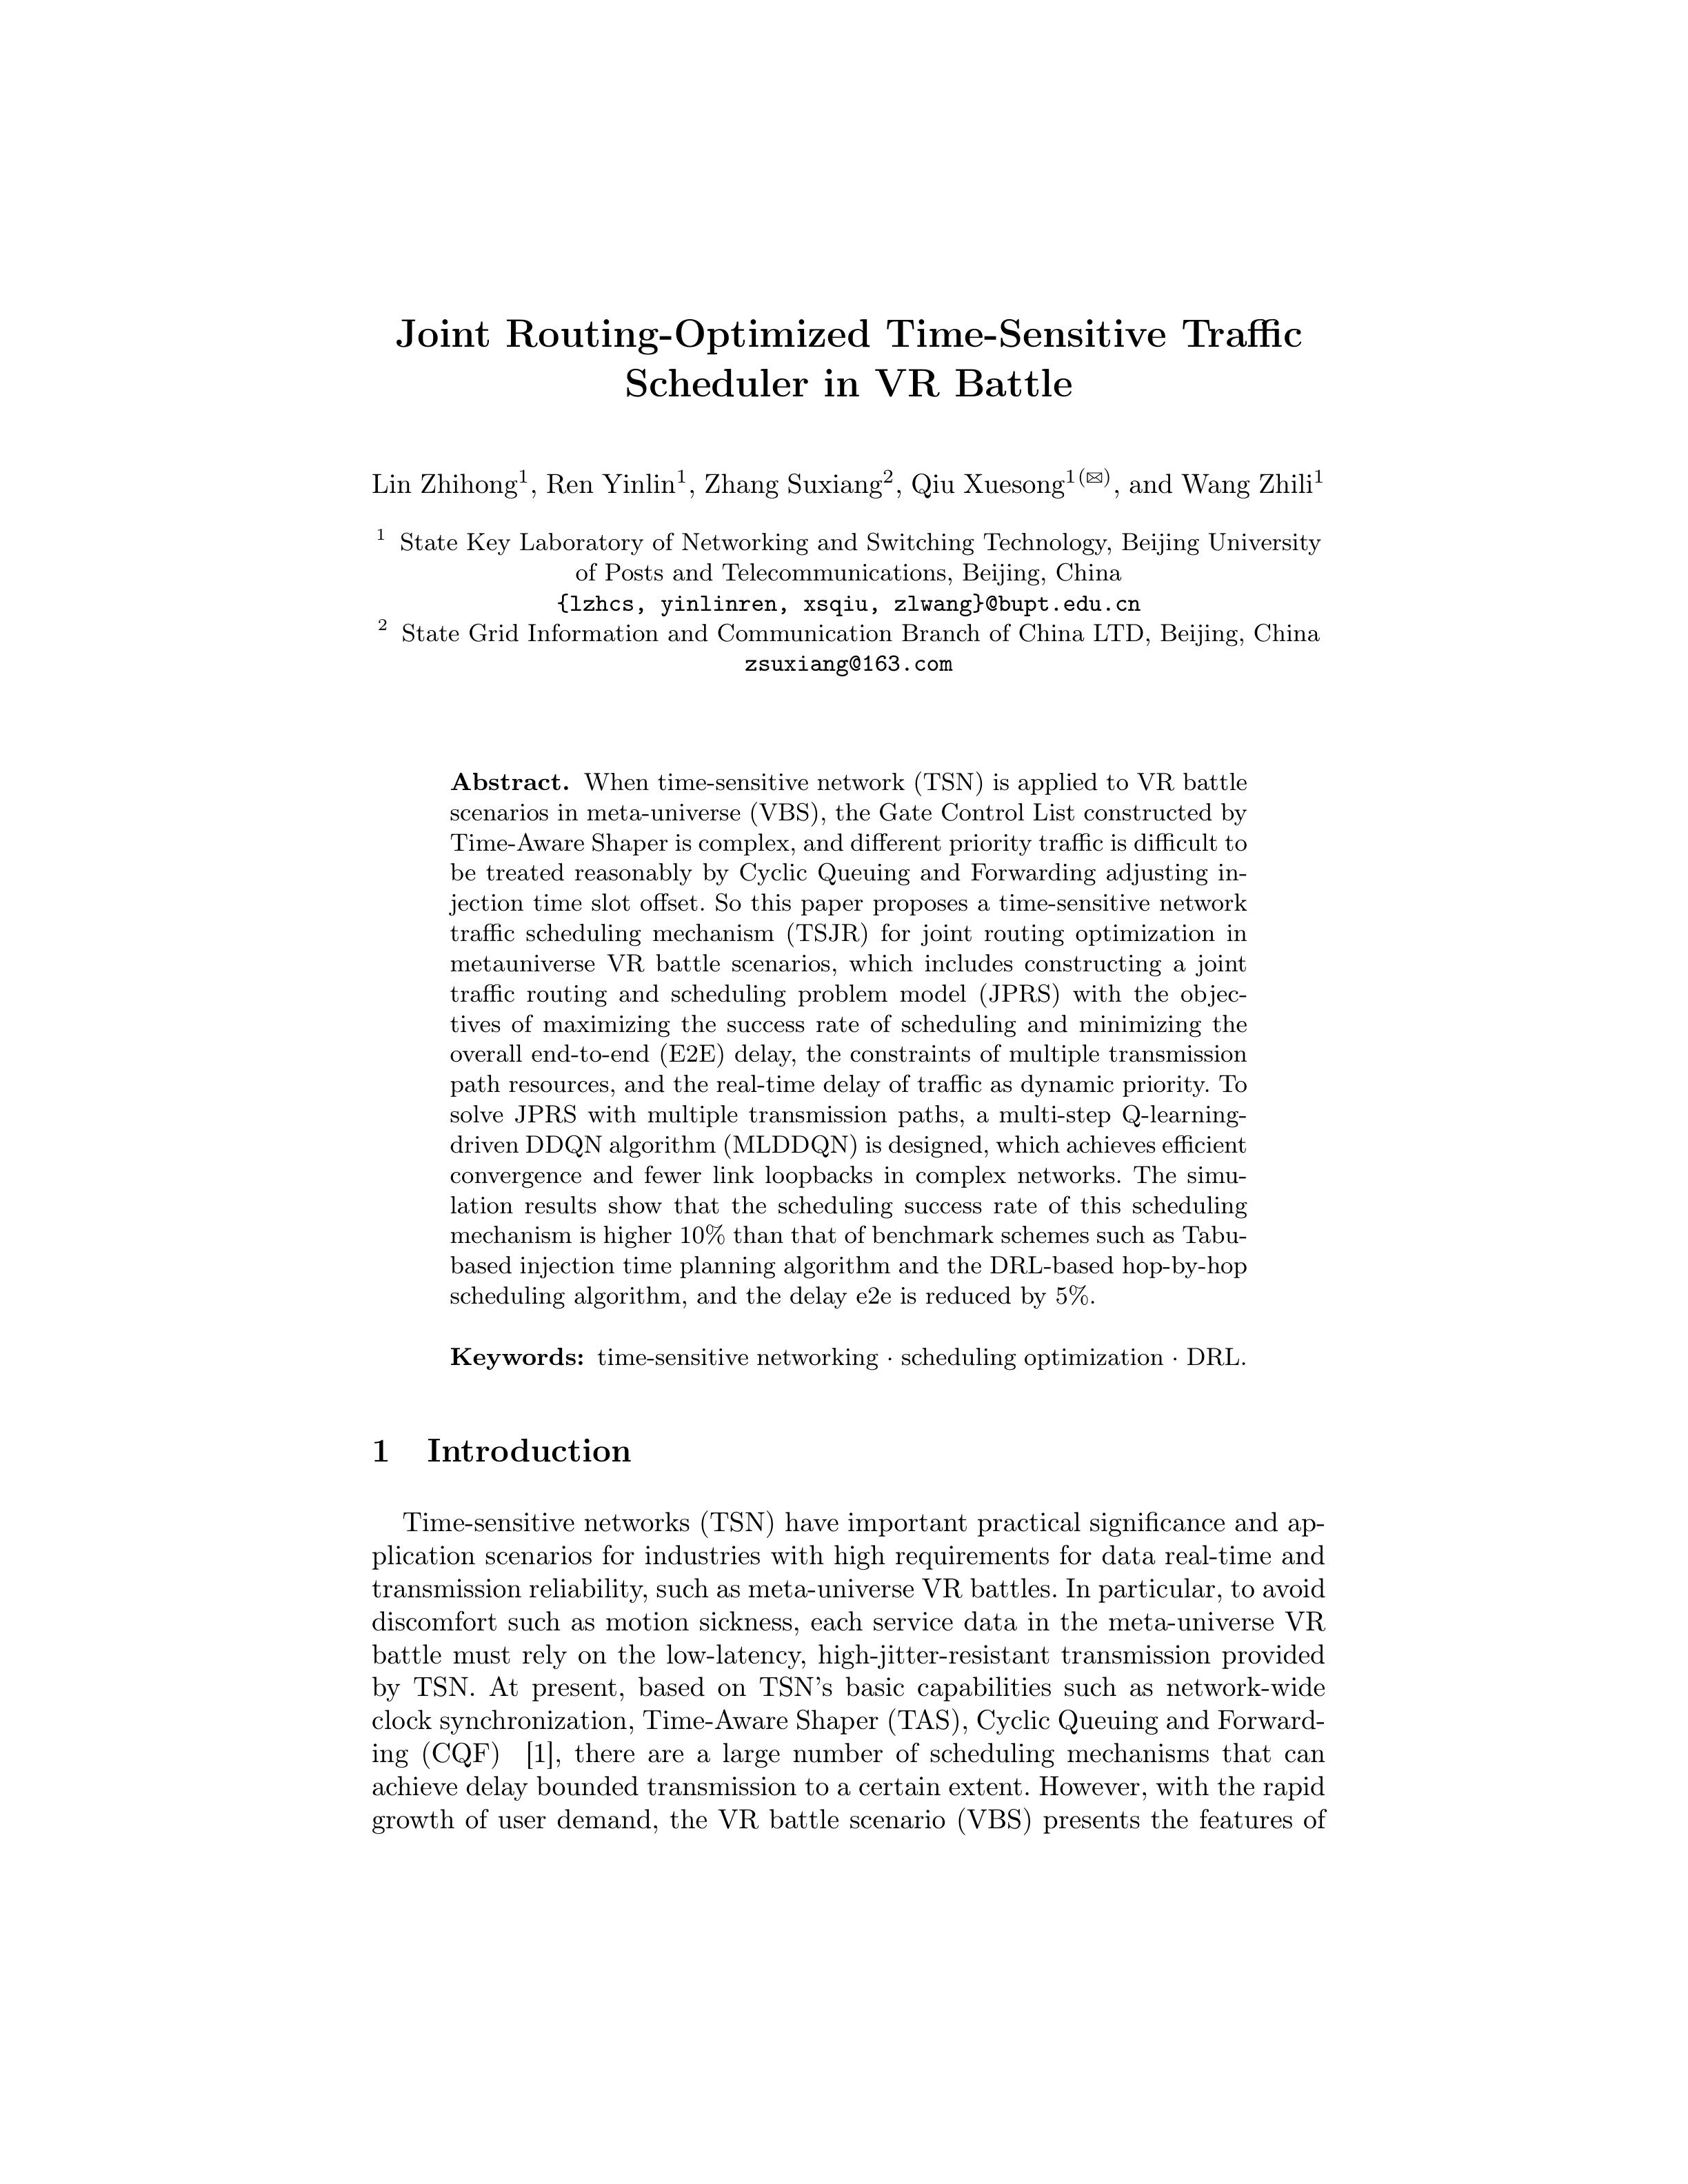 Joint Routing-Optimized Time-Sensitive Traffic
Scheduler in VR Battle
Lin Zhihong1, Ren Yinlin1, Zhang Suxiang2, Qiu Xuesong1(✉), and Wang Zhili1
1 State Key Laboratory of Networking and Switching Technology, Beijing University
of Posts and Telecommunications, Beijing, China
{lzhcs, yinlinren, xsqiu, zlwang}@bupt.edu.cn
2 State Grid Information and Communication Branch of China LTD, Beijing, China
zsuxiang@163.com
Abstract. When time-sensitive network (TSN) is applied to VR battle
scenarios in meta-universe (VBS), the Gate Control List constructed by
Time-Aware Shaper is complex, and different priority traffic is difficult to
be treated reasonably by Cyclic Queuing and Forwarding adjusting in-
jection time slot offset. So this paper proposes a time-sensitive network
traffic scheduling mechanism (TSJR) for joint routing optimization in
metauniverse VR battle scenarios, which includes constructing a joint
traffic routing and scheduling problem model (JPRS) with the objec-
tives of maximizing the success rate of scheduling and minimizing the
overall end-to-end (E2E) delay, the constraints of multiple transmission
path resources, and the real-time delay of traffic as dynamic priority. To
solve JPRS with multiple transmission paths, a multi-step Q-learning-
driven DDQN algorithm (MLDDQN) is designed, which achieves efficient
convergence and fewer link loopbacks in complex networks. The simu-
lation results show that the scheduling success rate of this scheduling
mechanism is higher 10% than that of benchmark schemes such as Tabu-
based injection time planning algorithm and the DRL-based hop-by-hop
scheduling algorithm, and the delay e2e is reduced by 5%.
Keywords: time-sensitive networking · scheduling optimization · DRL.
1 Introduction
Time-sensitive networks (TSN) have important practical significance and ap-
plication scenarios for industries with high requirements for data real-time and
transmission reliability, such as meta-universe VR battles. In particular, to avoid
discomfort such as motion sickness, each service data in the meta-universe VR
battle must rely on the low-latency, high-jitter-resistant transmission provided
by TSN. At present, based on TSN's basic capabilities such as network-wide
clock synchronization, Time-Aware Shaper (TAS), Cyclic Queuing and Forward-
ing (CQF) [1], there are a large number of scheduling mechanisms that can
achieve delay bounded transmission to a certain extent. However, with the rapid
growth of user demand, the VR battle scenario (VBS) presents the features of